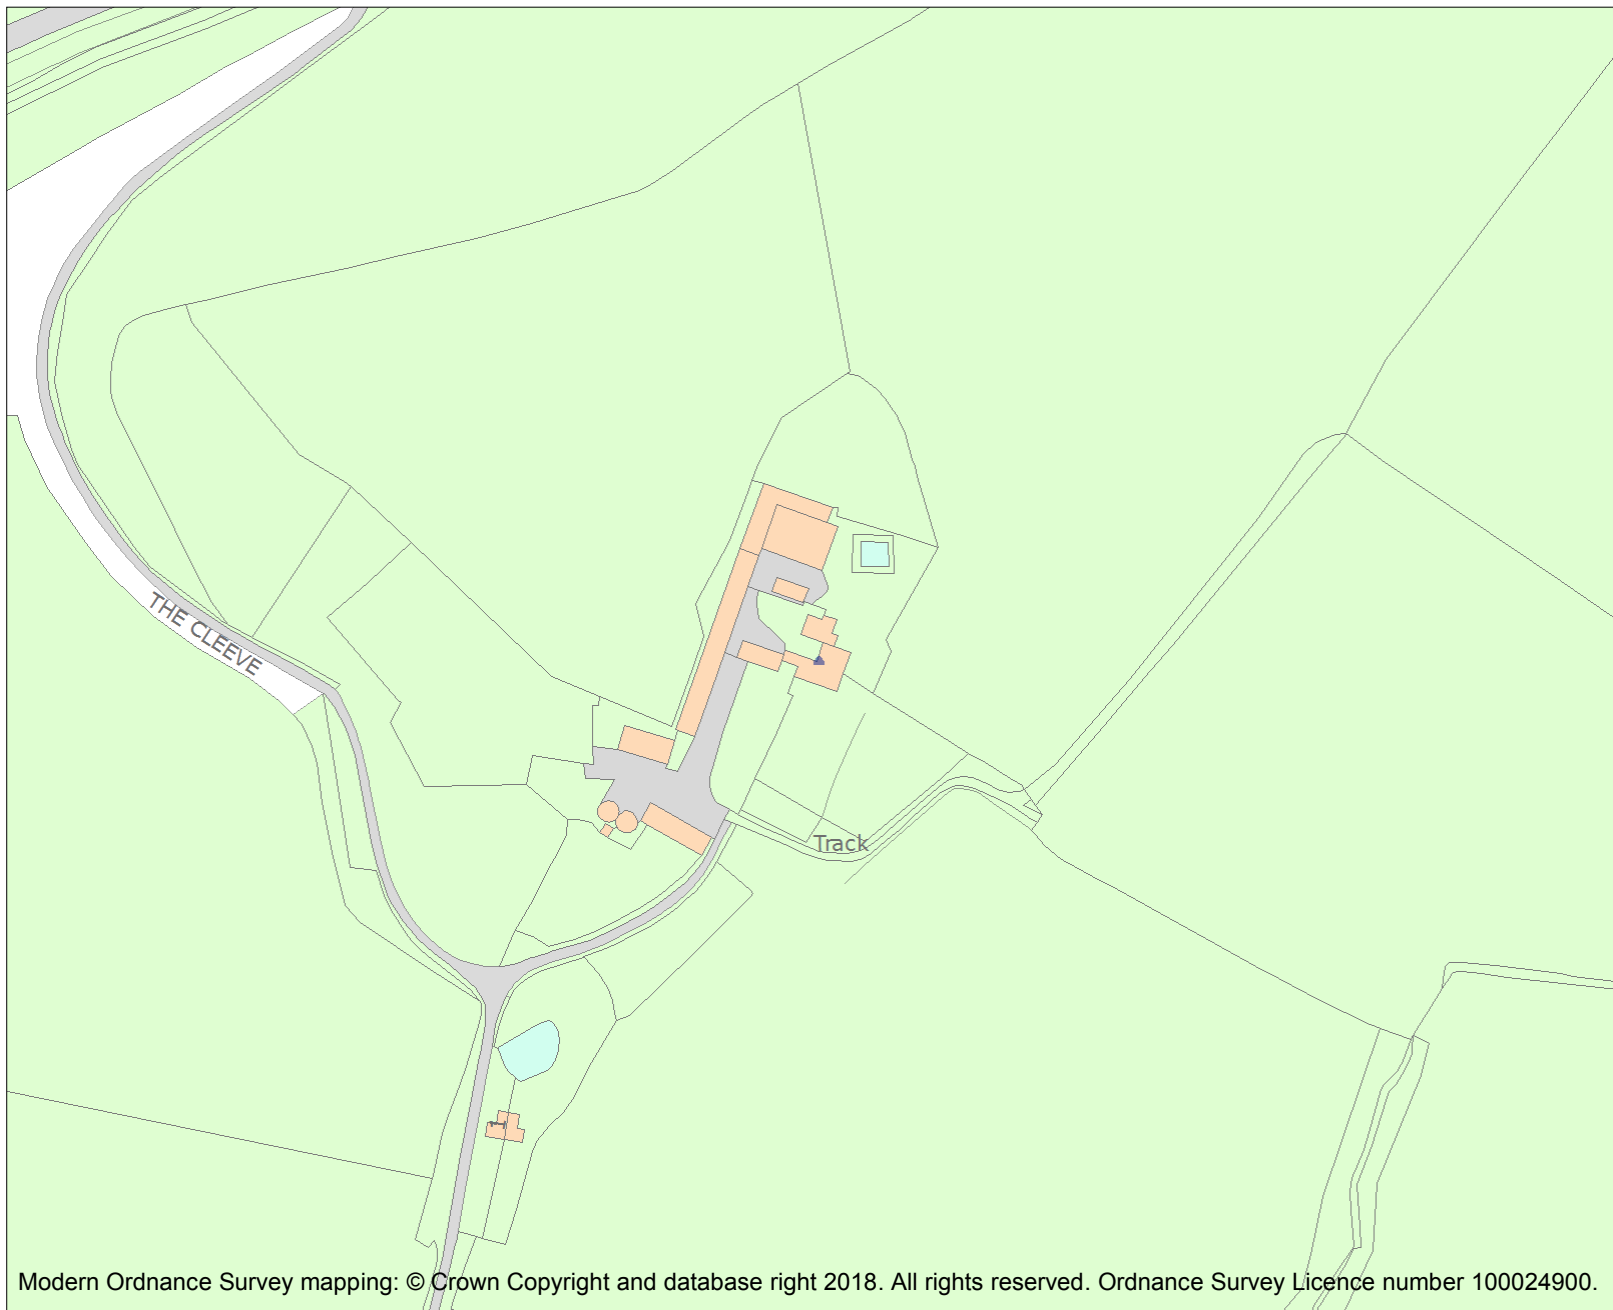 THE CLEEVE
Track
1
Modern Ordnance Survey mapping: © Crown Copyright and database right 2018. All rights reserved. Ordnance Survey Licence number 100024900.